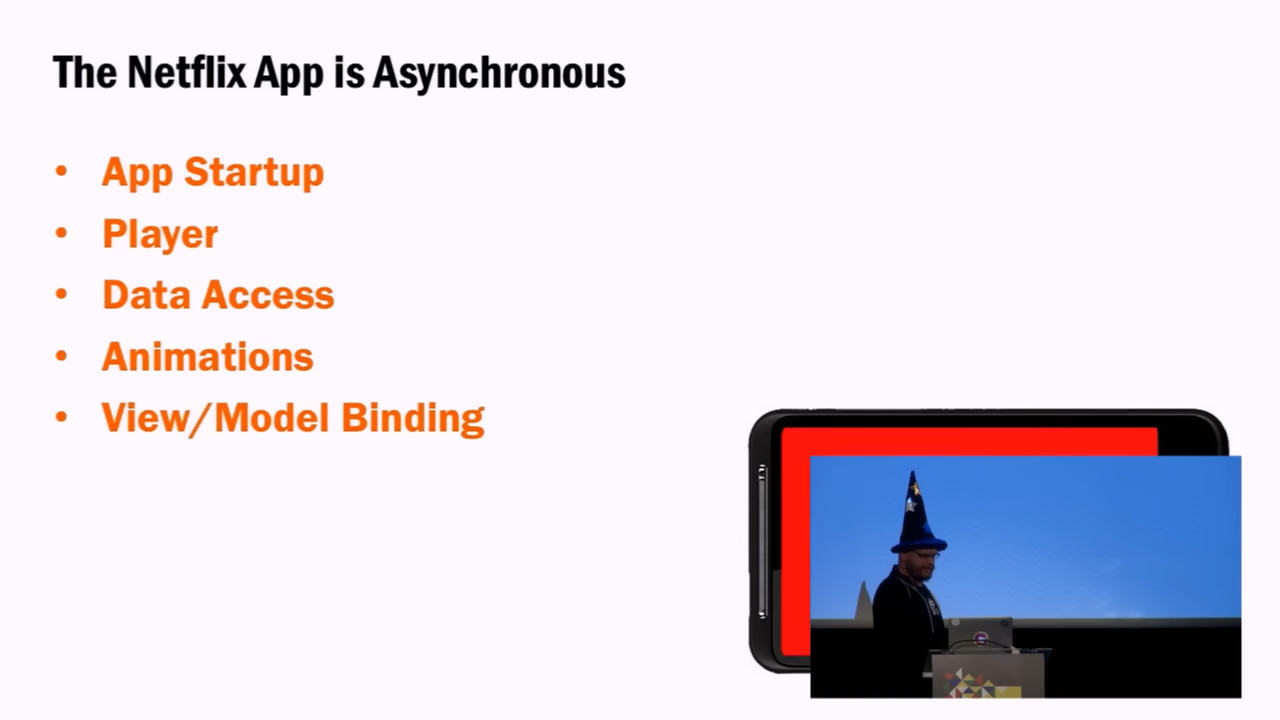 The Netflix App is Asynchronous
• App Startup
• Player
• Data Access
• Animations
• View/Model Binding